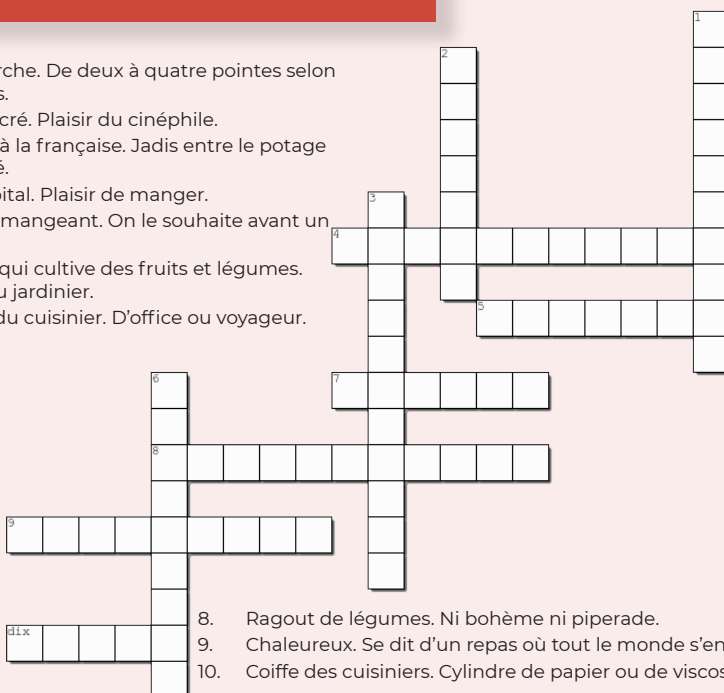 1
2
rche. De deux à quatre pointes selon
s.
cré. Plaisir du cinéphile.
à la française. Jadis entre le potage
é.
ital. Plaisir de manger.
3
mangeant. On le souhaite avant un
4
qui cultive des fruits et légumes.
u jardinier.
5
du cuisinier. D’office ou voyageur.
6
7
8
9
8. Ragout de légumes. Ni bohème ni piperade.
dix
9. Chaleureux. Se dit d’un repas où tout le monde s’en
10. Coiffe des cuisiniers. Cylindre de papier ou de viscos